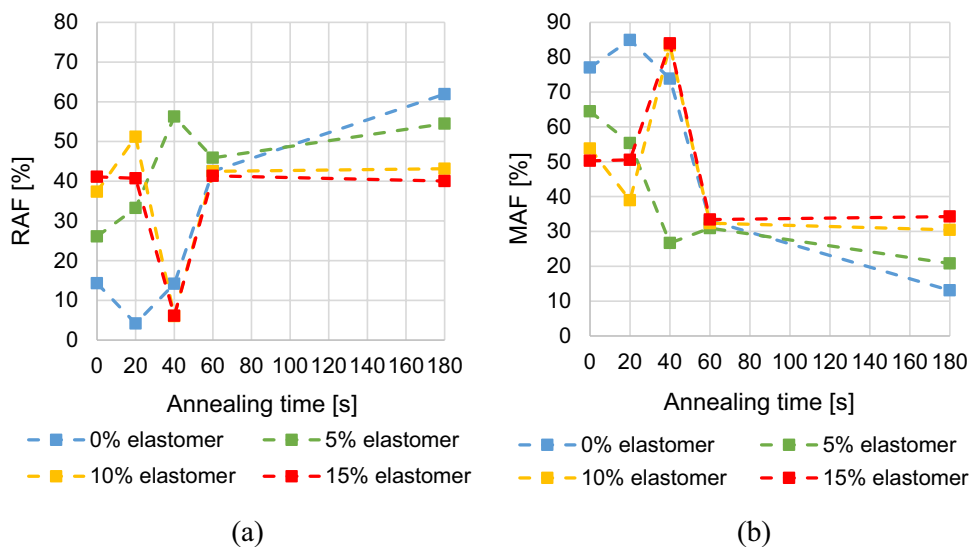 80
70
60
50
40
30
20
10
0
RAF [%]
0 20 40 60 80 100 120 140 160 180
Annealing time [s]
0% elastomer 5% elastomer
10% elastomer 15% elastomer
(a)
90
80
70
60
50
40
30
20
10
0
MAF [%]
0 20 40 60 80 100 120 140 160 180
Annealing time [s]
0% elastomer 5% elastomer
10% elastomer 15% elastomer
(b)